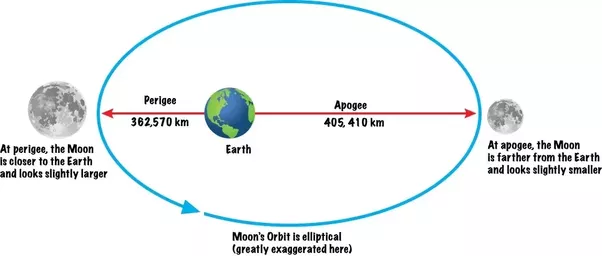 Perigee
362,570 km
Apogee
405, 410 km
Earth
At perigee, the Moon
is closer to the Earth
and looks slightly larger
At apogee, the Moon
is farther from the Earth
and looks slightly smaller
Moon's Orbit is elliptical
(greatly exaggerated here)